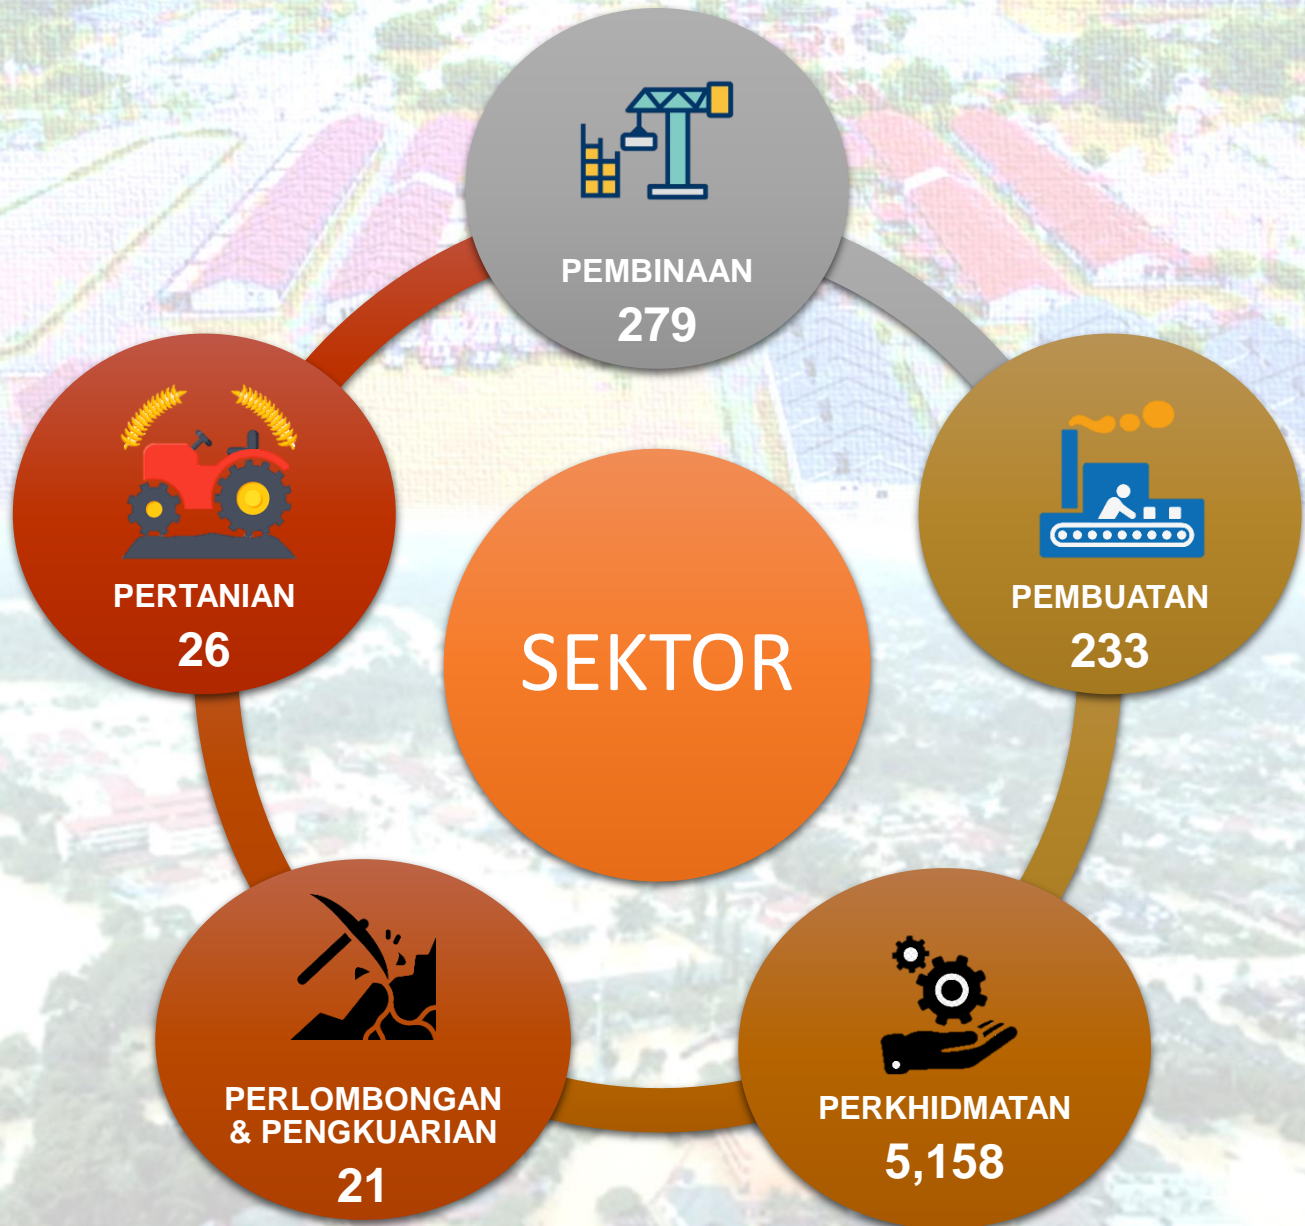 PEMBINAAN
279
PERTANIAN
26
PEMBUATAN
233
SEKTOR
PERLOMBONGAN
& PENGKUARIAN
21
PERKHIDMATAN
5,158